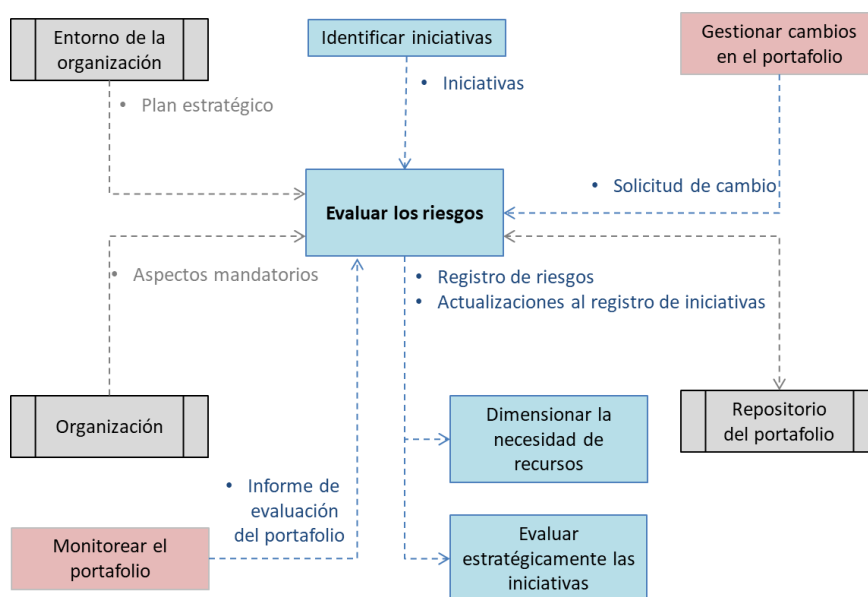 Entorno de la
organización
Identificar iniciativas
Gestionar cambios
en el portafolio
• Iniciativas
• Plan estratégico
• Solicitud de cambio
Evaluar los riesgos
• Aspectos mandatorios
• Registro de riesgos
• Actualizaciones al registro de iniciativas
Organización
Dimensionar la
necesidad de
recursos
Repositorio
del portafolio
• Informe de
evaluación
del portafolio
Monitorear el
portafolio
Evaluar
estratégicamente las
iniciativas